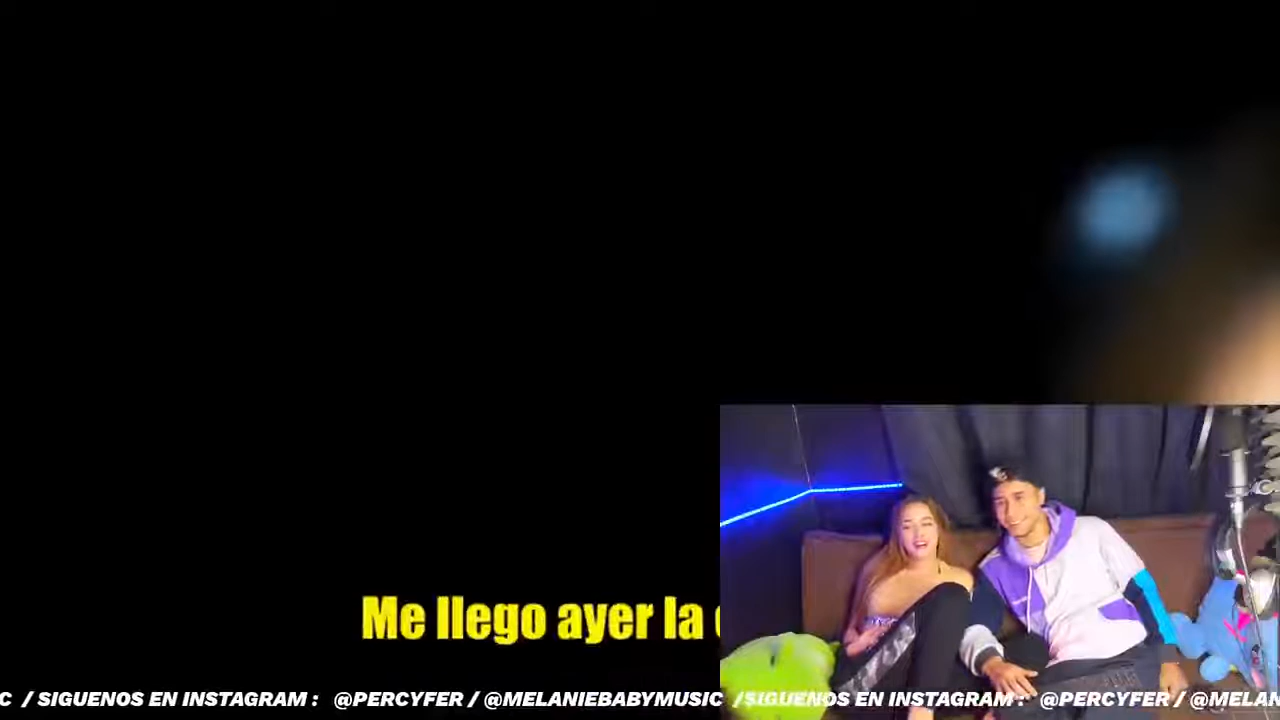 Me llego ayer la
C / SIGUENOS EN INSTAGRAM : @PERCYFER / @MELANIEBABYMUSIC / SIGUENOS EN INSTAGRAM : @PERCYFER / @MELAN